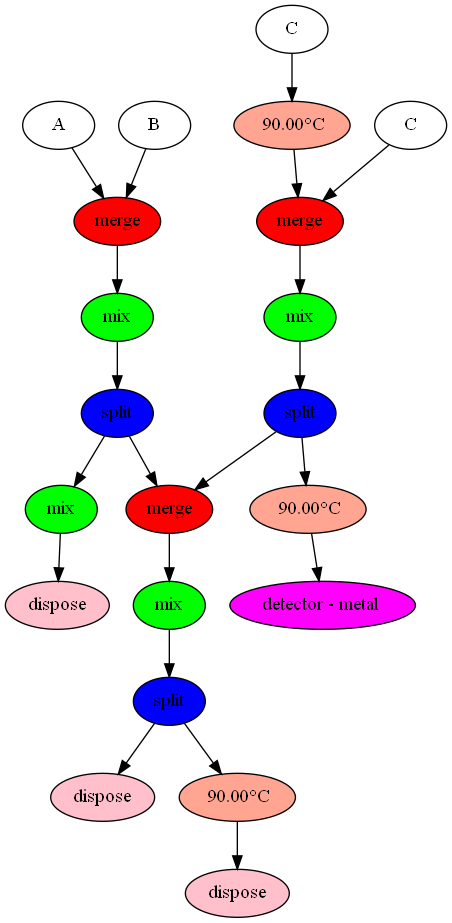 C
A
B
90.00°C
C
merge
merge
mix
mix
split
split
mix
merge
90.00°C
dispose
mix
detector - metal
split
dispose
90.00°C
dispose